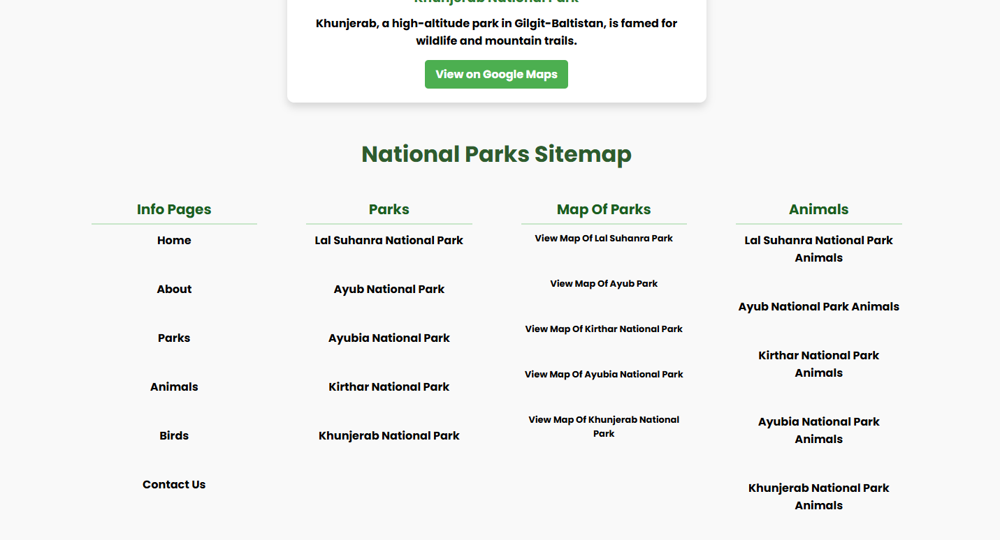 Khunjerab National Park
Khunjerab, a high-altitude park in Gilgit-Baltistan, is famed for
wildlife and mountain trails.
View on Google Maps
National Parks Sitemap
Info Pages
Home
About
Parks
Animals
Birds
Contact Us
Parks
Lal Suhanra National Park
Ayub National Park
Ayubia National Park
Kirthar National Park
Khunjerab National Park
Map Of Parks
View Map Of Lal Suhanra Park
View Map Of Ayub Park
View Map Of Kirthar National Park
View Map Of Ayubia National Park
View Map Of Khunjerab National
Park
Animals
Lal Suhanra National Park
Animals
Ayub National Park Animals
Kirthar National Park
Animals
Ayubia National Park
Animals
Khunjerab National Park
Animals